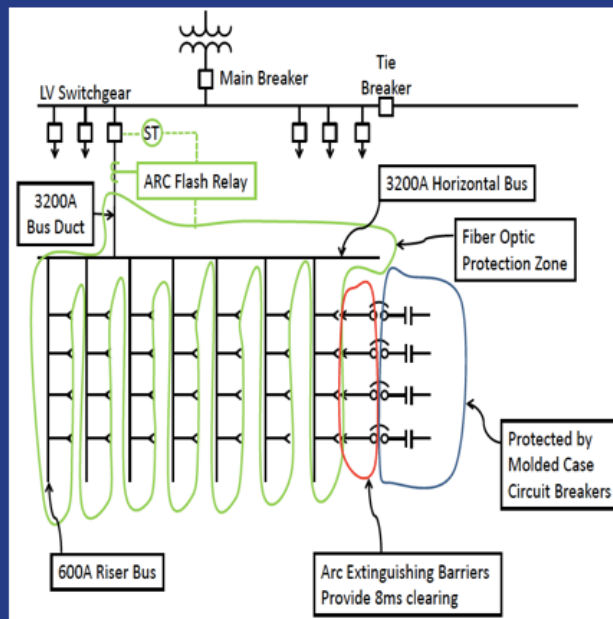 Main Breaker
Tie
Breaker
LV Switchgear
ST
ARC Flash Relay
3200A Horizontal Bus
3200A
Bus Duct
Fiber Optic
Protection Zone
Protected by
Molded Case
Circuit Breakers
600A Riser Bus
Arc Extinguishing Barriers
Provide 8ms clearing